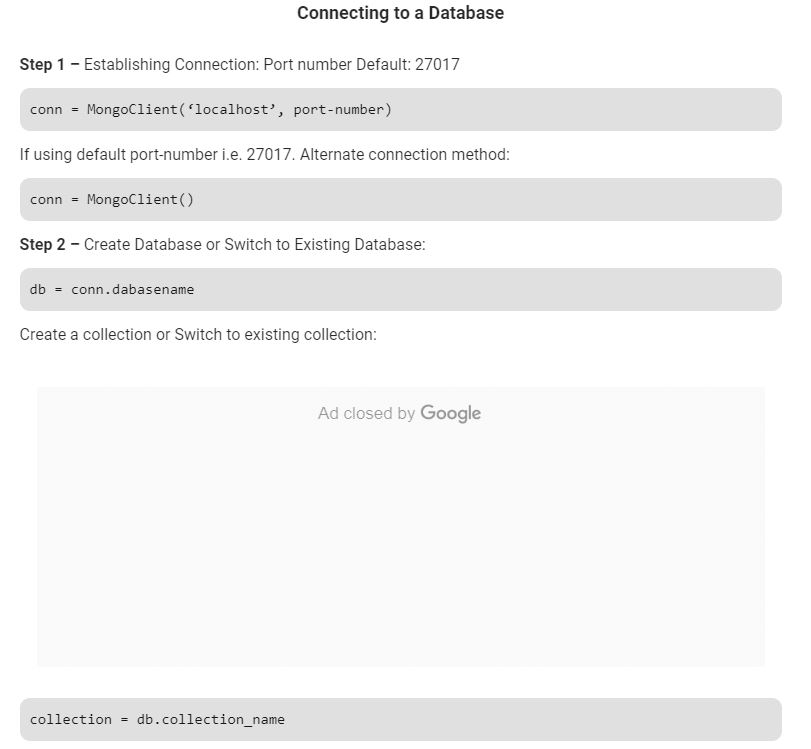 Connecting to a Database
Step 1 – Establishing Connection: Port number Default: 27017
conn = MongoClient(‘localhost’, port-number)
If using default port-number i.e. 27017. Alternate connection method:
conn = MongoClient()
Step 2 – Create Database or Switch to Existing Database:
db = conn.dabasename
Create a collection or Switch to existing collection:
Ad closed by Google
collection = db.collection_name